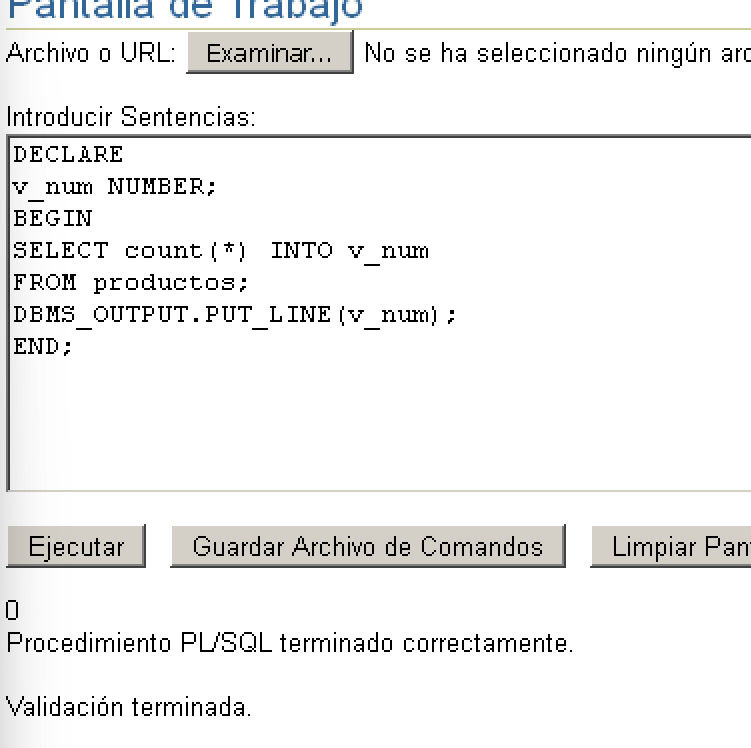 Pantalla de Trabajo
Archivo o URL: Examinar... No se ha seleccionado ningún
Introducir Sentencias:
DECLARE
v_num NUMBER;
BEGIN
SELECT count(*) INTO v_num
FROM productos;
DBMS_OUTPUT.PUT_LINE(v_num);
END;
Ejecutar Guardar Archivo de Comandos Limpiar
0
Procedimiento PL/SQL terminado correctamente.
Validación terminada.